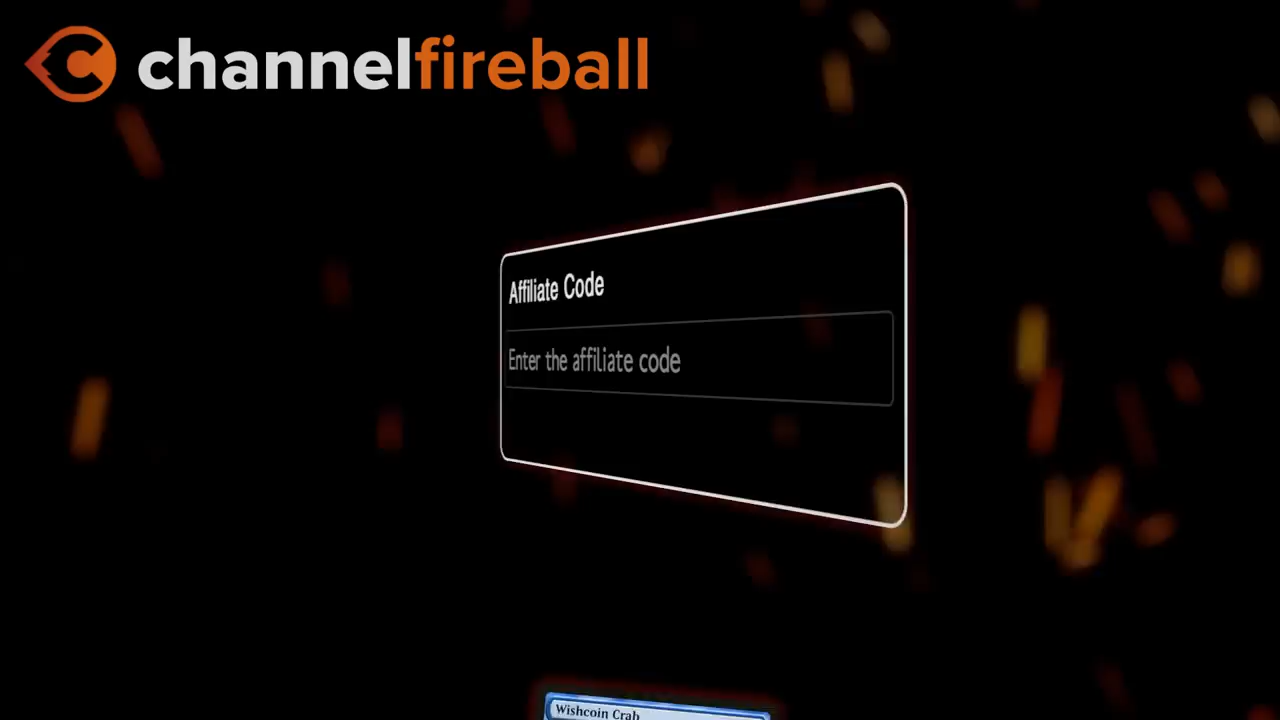 channelfireball
Affiliate Code
Enter the affiliate code
Wishcoin Crab